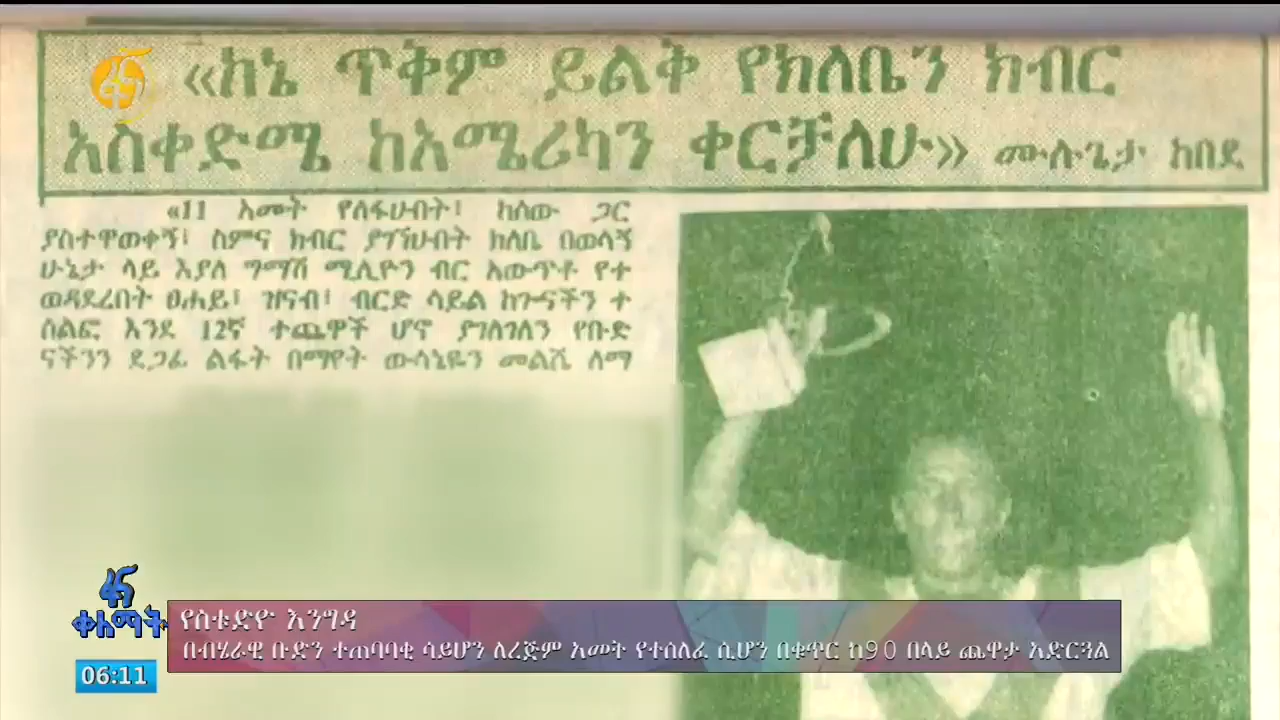 ፋና
«ከኔ ጥቅም ይልቅ የክለቤን ክብር
አስቀድሜ ከአሜሪካን ቀርቻለሁ» ሙሉጌታ ከበደ
«11 አመት የለፋሁበት፣ ከሰው ጋር
ያስተዋወቀኝ፣ ስምና ክብር ያገኘሁበት ክለቤ በወሳኝ
ሁኔታ ላይ እያለ ግማሽ ሚሊዮን ብር አውጥቶ የተ
ወዳደረበት ፀሐይ፣ ዝናብ፣ ብርድ ሳይል ከጐናችን ተ
ሰልፎ እንደ 12ኛ ተጨዋች ሆኖ ያገለገለን የቡድ
ናችንን ደጋፊ ልፋት በማየት ውሳኔዬን መልሼ ለማ
ፋና
ቀለማት
የስቱድዮ እንግዳ
በብሄራዊ ቡድን ተጠባባቂ ሳይሆን ለረጅም አመት የተሰለፈ ሲሆን በቁጥር ከ90 በላይ ጨዋታ አድርጓል
06:11